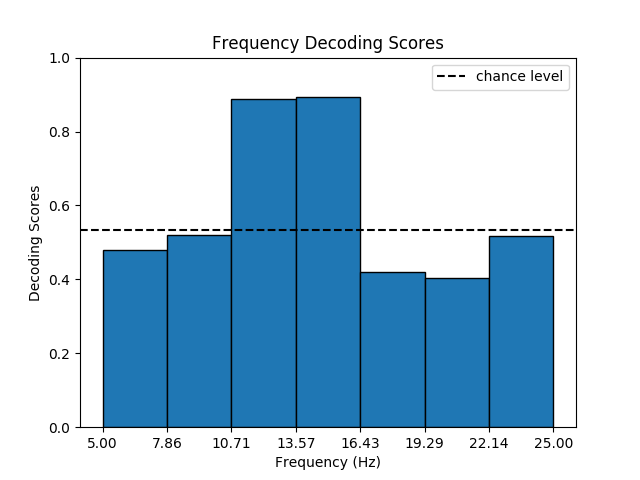 Frequency Decoding Scores
chance level
Decoding Scores
1.0
0.8
0.6
0.4
0.2
0.0
5.00 7.86 10.71 13.57 16.43 19.29 22.14 25.00
Frequency (Hz)